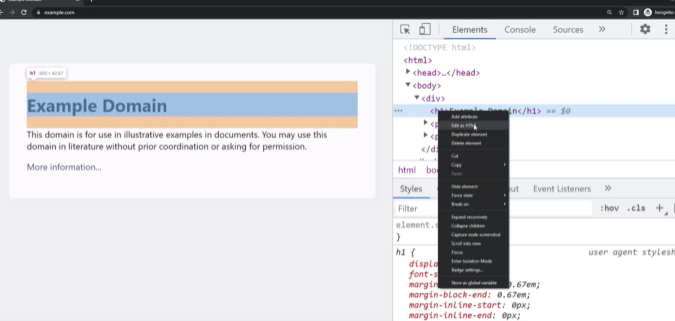 example.com
Incognito
h1
Example Domain
This domain is for use in illustrative examples in documents. You may use this
domain in literature without prior coordination or asking for permission.
More information...
Elements Console Sources »
<!DOCTYPE html>
<html>
<head>…</head>
<body>
<div>
··· <h1>Example Domain</h1> == $0
<p
<p
</di
html bod
Add attribute
Edit as HTML
Duplicate element
Delete element
Cut
Copy
Paste
Hide element
Force state
Break on
Expand recursively
Collapse children
Capture node screenshot
Scroll into view
Focus
Enter Isolation Mode
Badge settings...
Store as global variable
Styles out Event Listeners »
Filter :hov .cls +
element.s
}
h1 { user agent stylesh
displa
font-s
margin 0.67em;
margin-block-end: 0.67em;
margin-inline-start: 0px;
margin-inline-end: 0px;